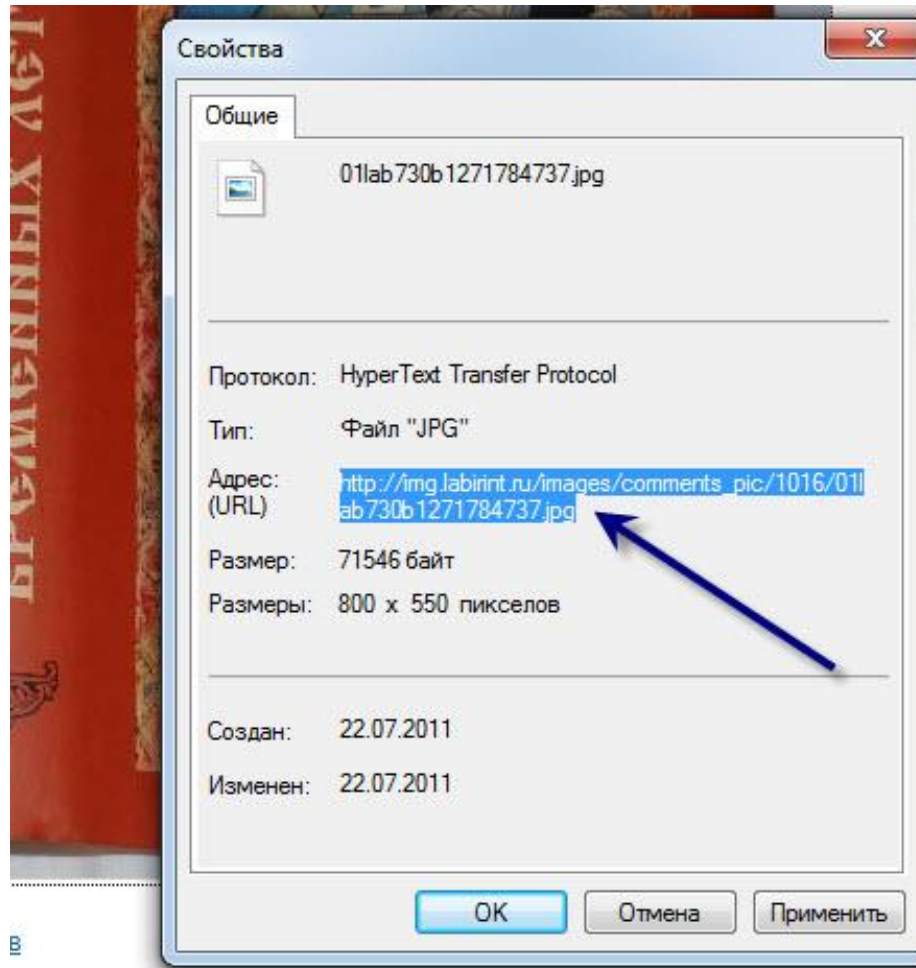 Свойства
Общие
01lab730b1271784737.jpg
Протокол: HyperText Transfer Protocol
Тип: Файл "JPG"
Адрес: (URL) http://img.labirint.ru/images/comments_pic/1016/01l
ab730b1271784737.jpg
Размер: 71546 байт
Размеры: 800 x 550 пикселов
Создан: 22.07.2011
Изменен: 22.07.2011
OK Отмена Применить
в